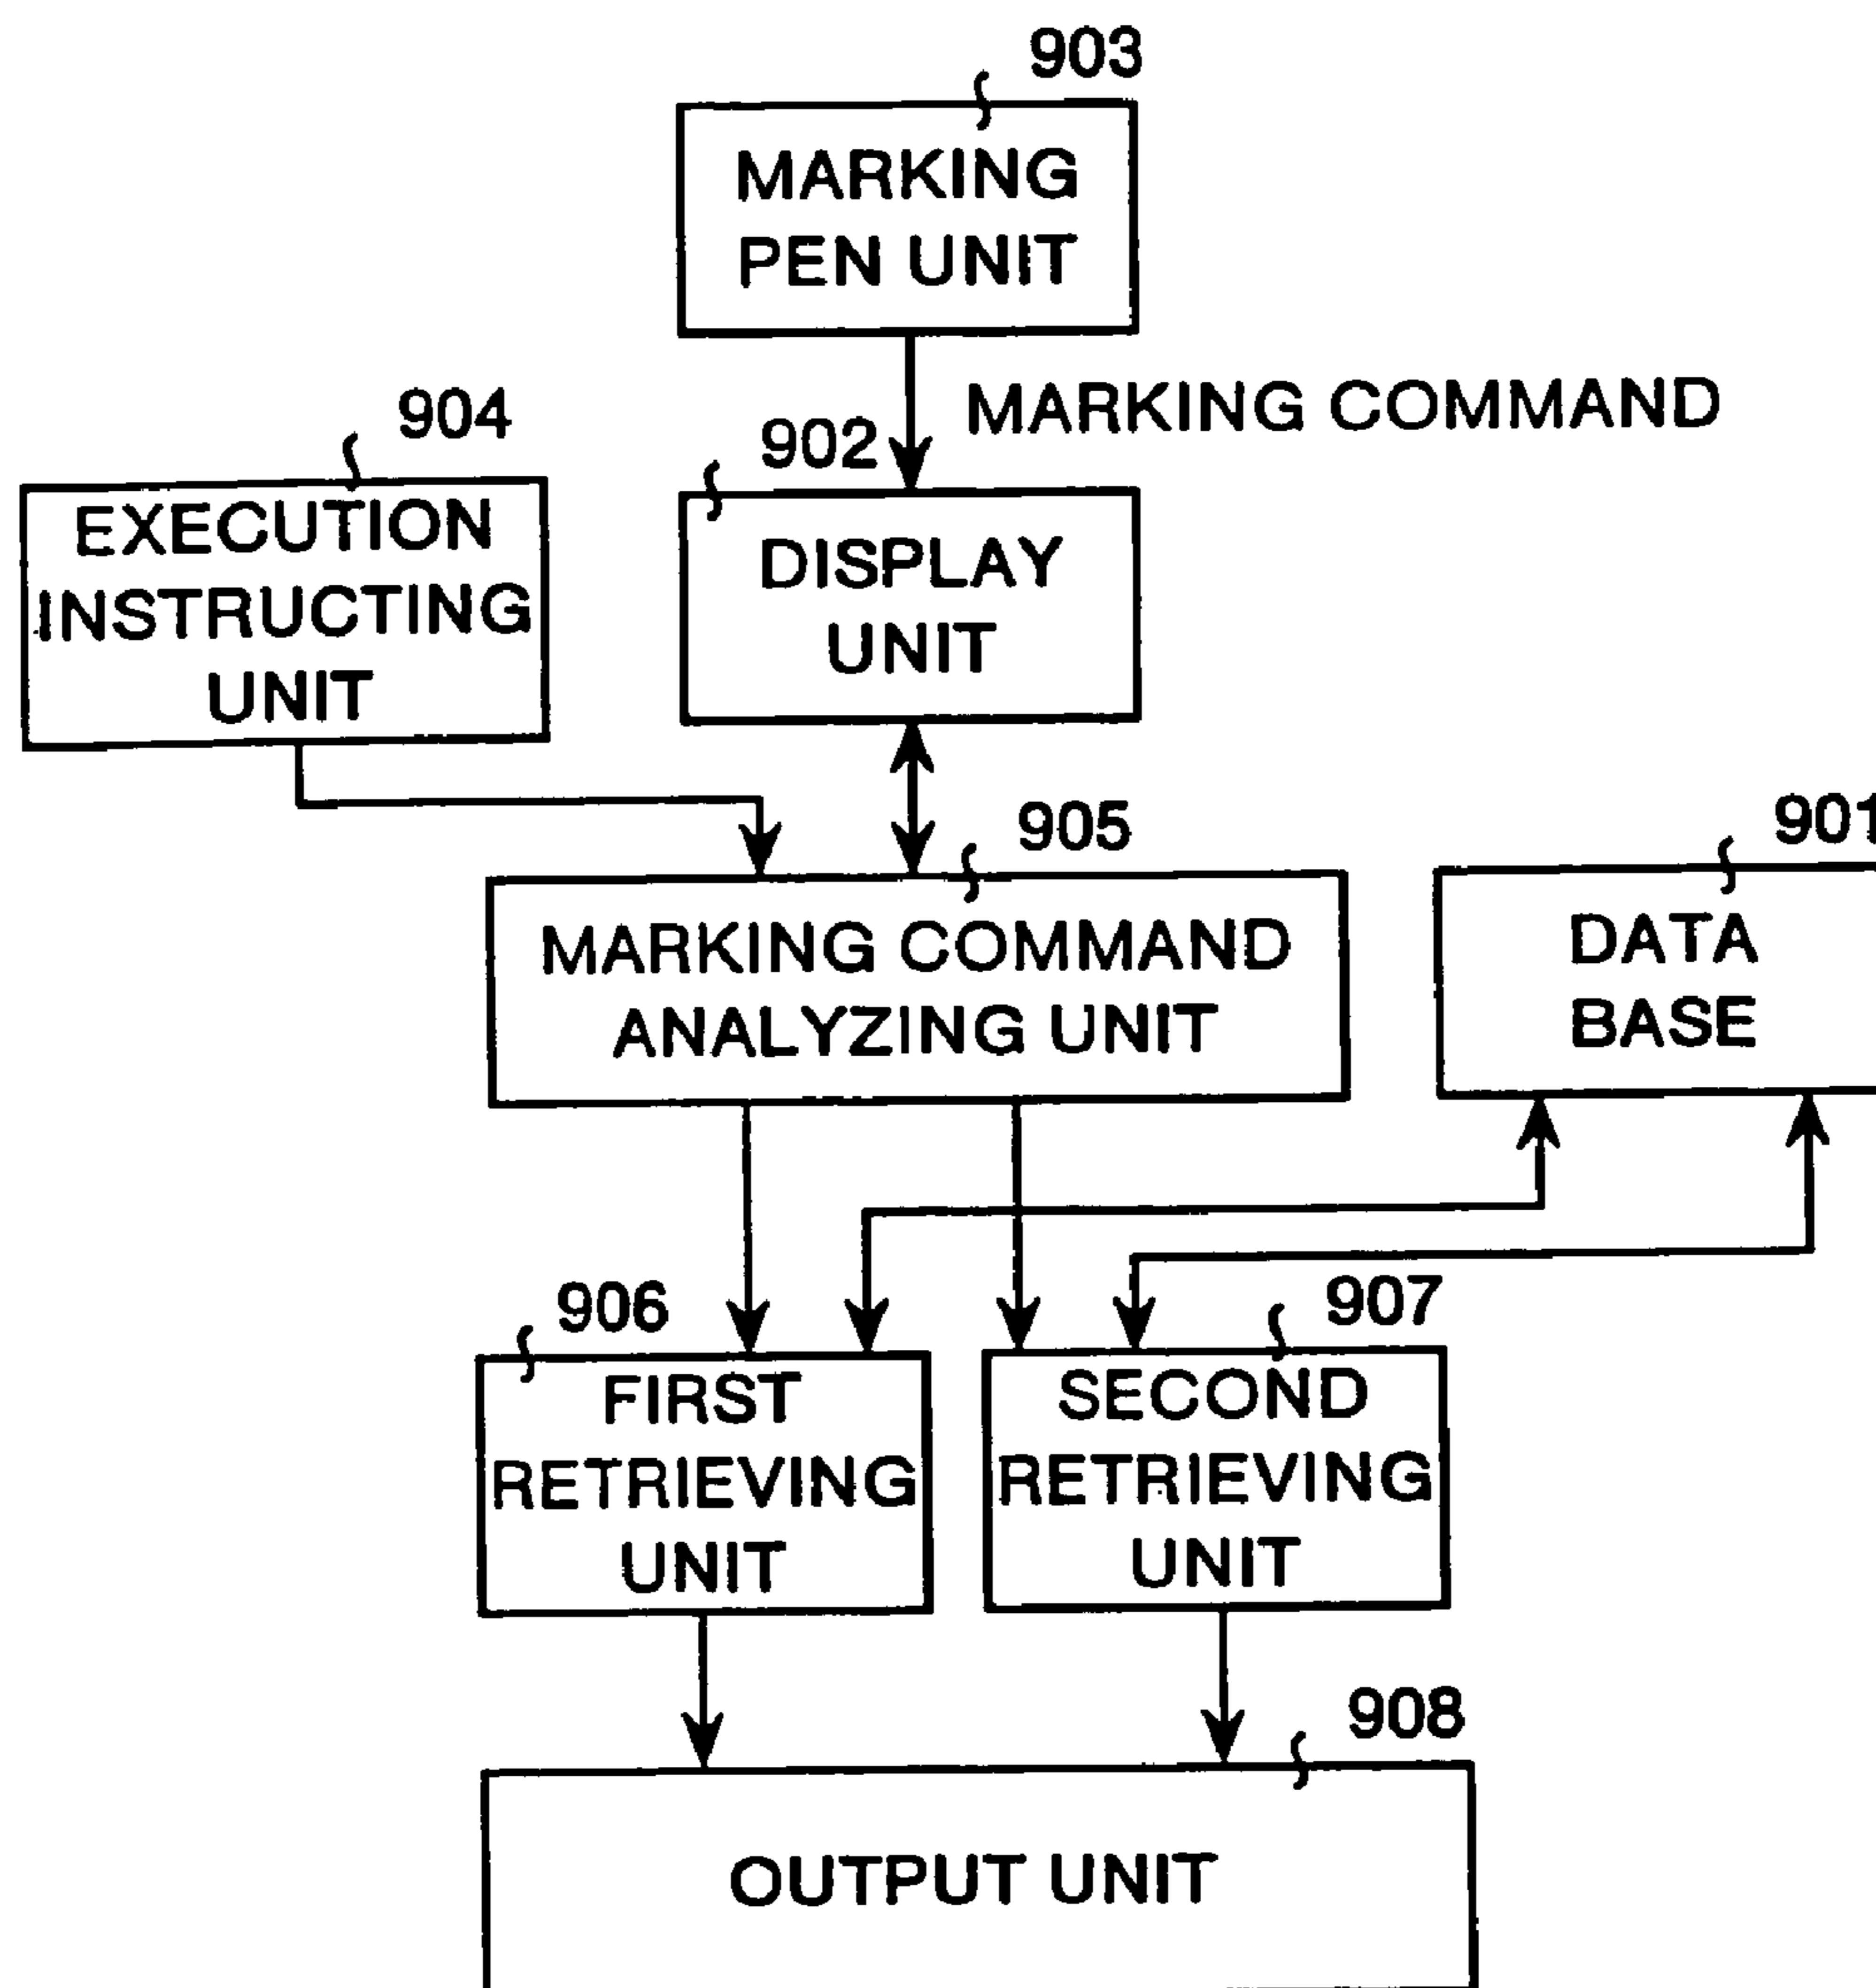 903
MARKING
PEN UNIT
MARKING COMMAND
904
902
EXECUTION
INSTRUCTING
UNIT
DISPLAY
UNIT
905
901
MARKING COMMAND
ANALYZING UNIT
DATA
BASE
906
907
FIRST
RETRIEVING
UNIT
SECOND
RETRIEVING
UNIT
908
OUTPUT UNIT